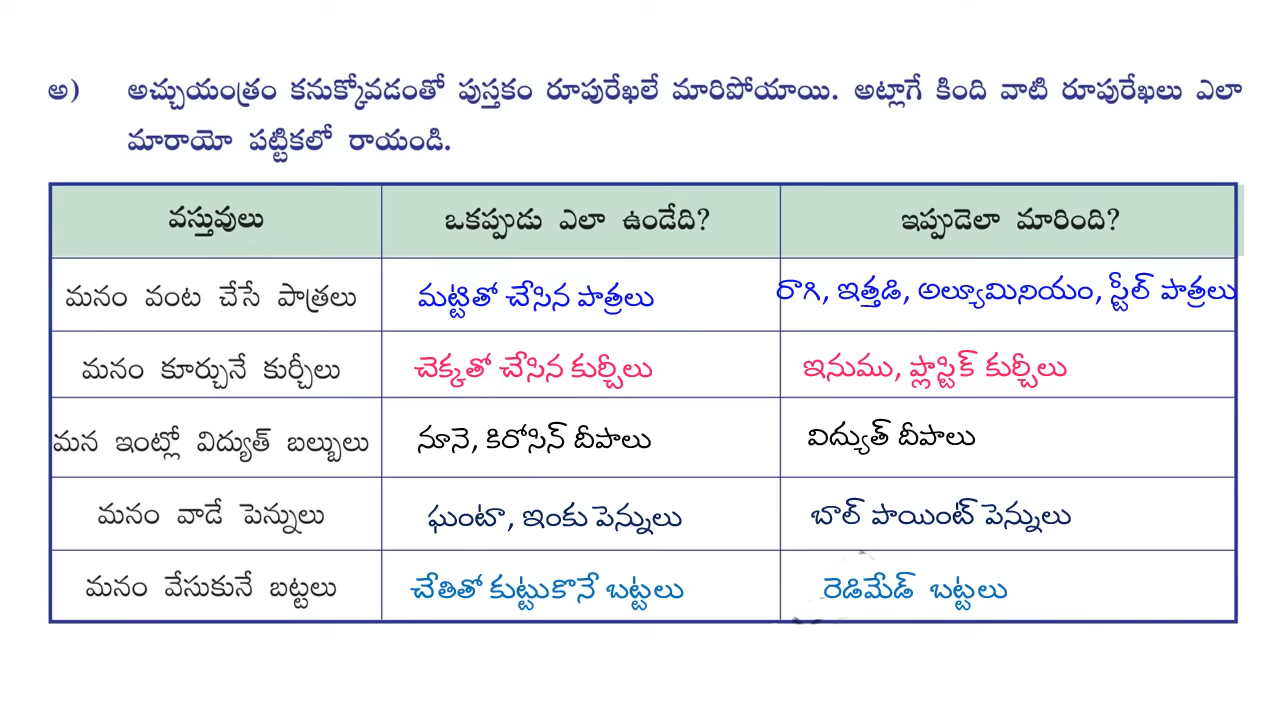 అ) అచ్చుయంత్రం కనుక్కోవడంతో పుస్తకం రూపురేఖలే మారిపోయాయి. అట్లాగే కింది వాటి రూపురేఖలు ఎలా
మారాయో పట్టికలో రాయండి.
వస్తువులు ఒకప్పుడు ఎలా ఉండేది? ఇప్పుడెలా మారింది?
మనం వంట చేసే పాత్రలు మట్టితో చేసిన పాత్రలు రాగి, ఇత్తడి, అల్యూమినియం, స్టీల్ పాత్రలు
మనం కూర్చునే కుర్చీలు చెక్కతో చేసిన కుర్చీలు ఇనుము, ప్లాస్టిక్ కుర్చీలు
మన ఇంట్లో విద్యుత్ బల్బులు నూనె, కిరోసిన్ దీపాలు విద్యుత్ దీపాలు
మనం వాడే పెన్నులు ఘంటా, ఇంకు పెన్నులు బాల్ పాయింట్ పెన్నులు
మనం వేసుకునే బట్టలు చేతితో కుట్టుకొనే బట్టలు రెడిమేడ్ బట్టలు